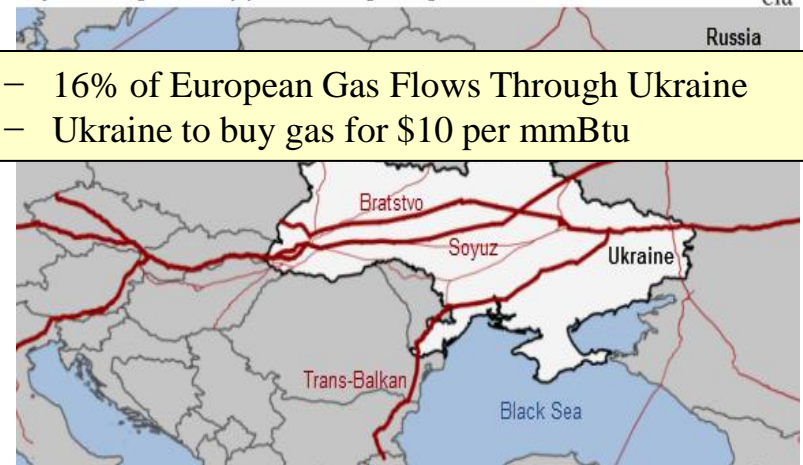 Russia
− 16% of European Gas Flows Through Ukraine
− Ukraine to buy gas for $10 per mmBtu
Bratstvo
Soyuz
Ukraine
Trans-Balkan
Black Sea